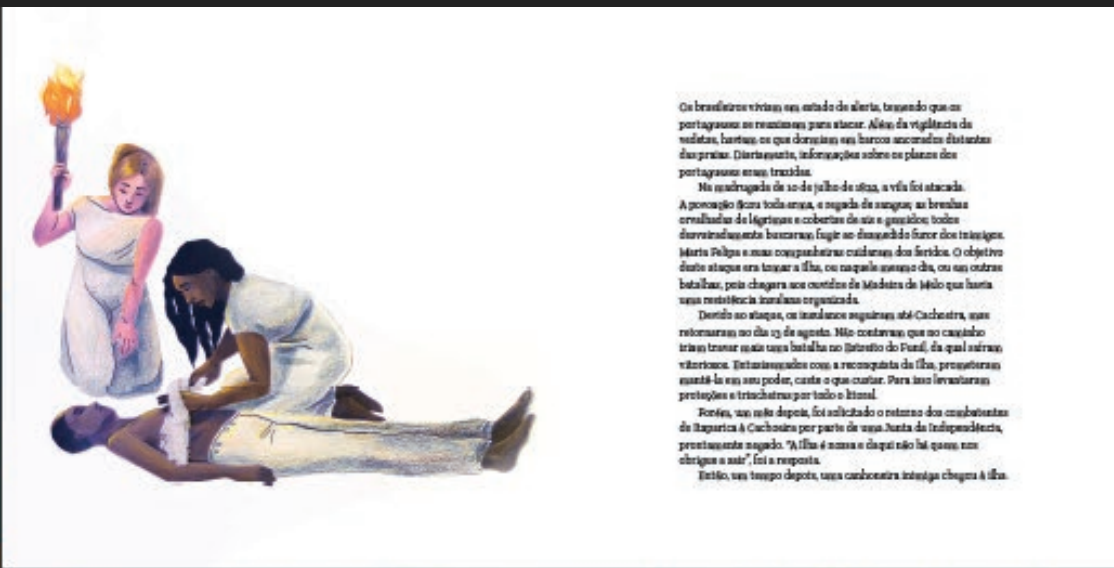 Os brasileiros viviam em estado de alerta, temendo que os
portugueses se reunissem para atacar. Além da vigilância de
vedetas, haviam os que dormiam em barcos ancorados distantes
das praias. Diariamente, informações sobre os planos dos
portugueses eram trazidas.
Na madrugada de 10 de julho de 1822, a vila foi atacada.
A povoação ficou toda erma, e regada de sangue; as brenhas
orvalhadas de lágrimas e cobertas de ais e gemidos; todos
desvairadamente buscaram fugir ao desmedido furor dos inimigos.
Maria Felipa e suas companheiras cuidaram dos feridos. O objetivo
deste ataque era tomar a Ilha, ou naquele mesmo dia, ou em outras
batalhas, pois chegara aos ouvidos de Madeira de Melo que havia
uma resistência insulana organizada.
Devido ao ataque, os insulanos seguiram até Cachoeira, mas
retornaram no dia 13 de agosto. Não contavam que no caminho
iriam travar mais uma batalha no Estreito do Funil, da qual saíram
vitoriosos. Entusiasmados com a reconquista da Ilha, prometeram
mantê-la em seu poder, custe o que custar. Para isso levantaram
proteções e trincheiras por todo o litoral.
Porém, um mês depois, foi solicitado o retorno dos combatentes
de Itaparica à Cachoeira por parte de uma Junta da Independência,
prontamente negado. "A Ilha é nossa e daqui não há quem nos
obrigue a sair", foi a resposta.
Então, um tempo depois, uma canhoneira inimiga chegou à ilha.